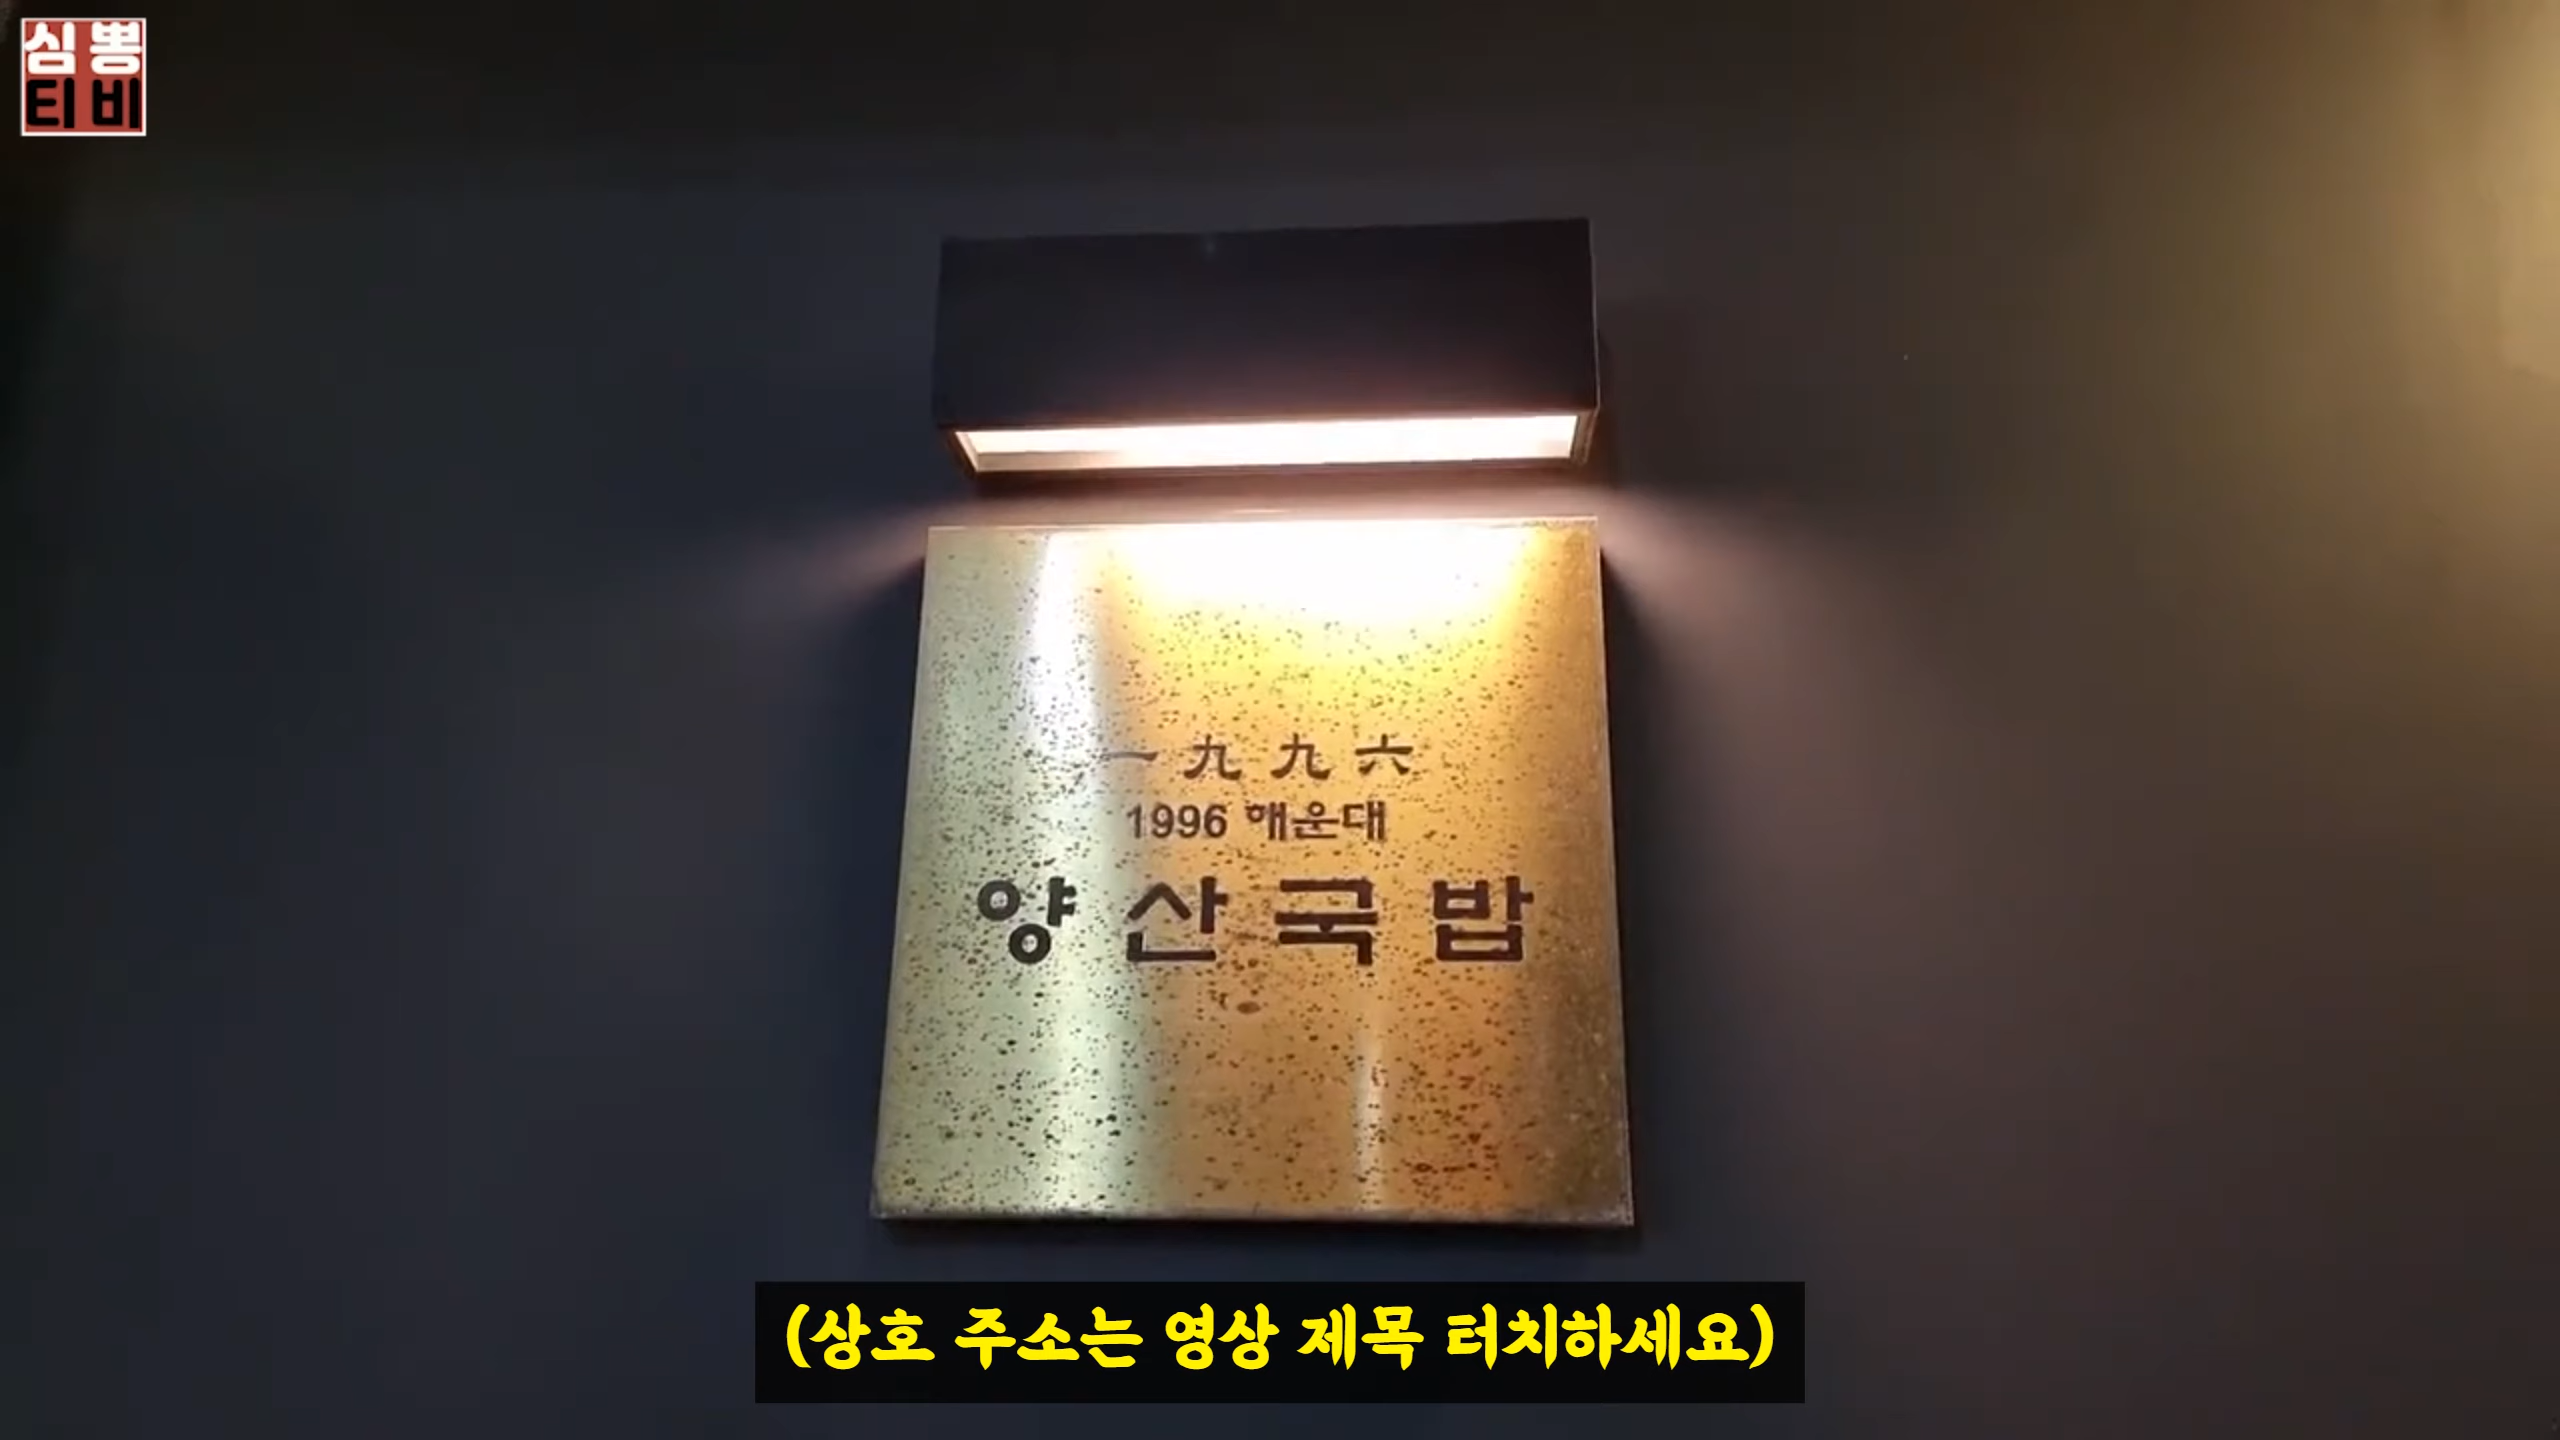 심뽕
티비
一九九六
1996 해운대
양산국밥
(상호 주소는 영상 제목 터치하세요)